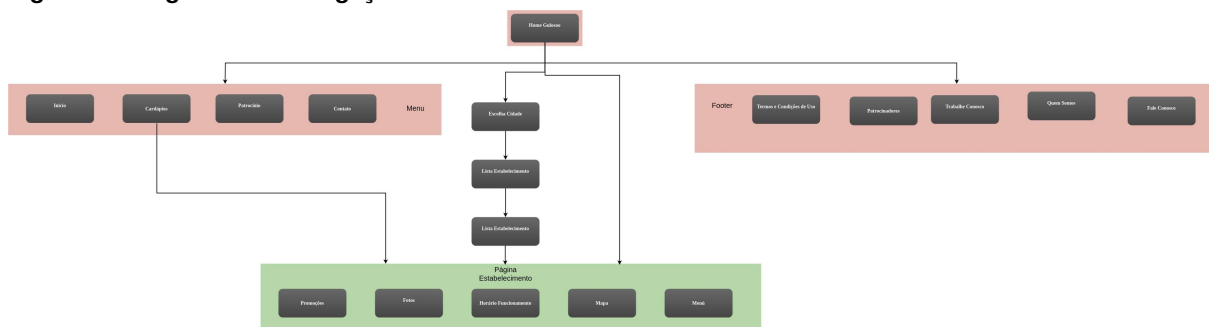 Home Guloso
Início
Cardápios
Patrocínio
Contato
Menu
Footer
Termos e Condições de Uso
Patrocinadores
Trabalhe Conosco
Quem Somos
Fale Conosco
Escolha Cidade
Lista Estabelecimento
Lista Estabelecimento
Página
Estabelecimento
Promoções
Fotos
Horário Funcionamento
Mapa
Menú